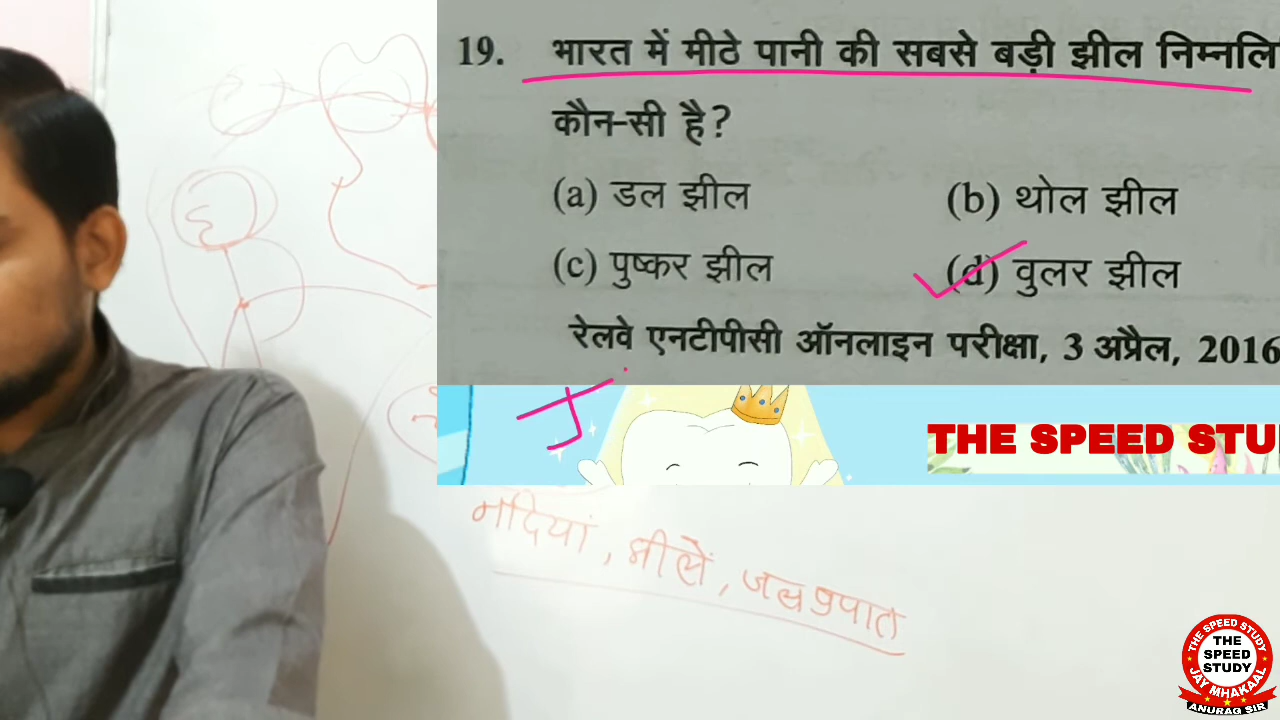 19. भारत में मीठे पानी की सबसे बड़ी झील निम्नलि
कौन-सी है?
(a) डल झील (b) थोल झील
(c) पुष्कर झील (d) वुलर झील
रेलवे एनटीपीसी ऑनलाइन परीक्षा, 3 अप्रैल, 2016
THE SPEED STU
नदियां, झीलें, जलप्रपात
THE SPEED STUDY
THE
SPEED
STUDY
JAY MHAKAAL
ANURAG SIR